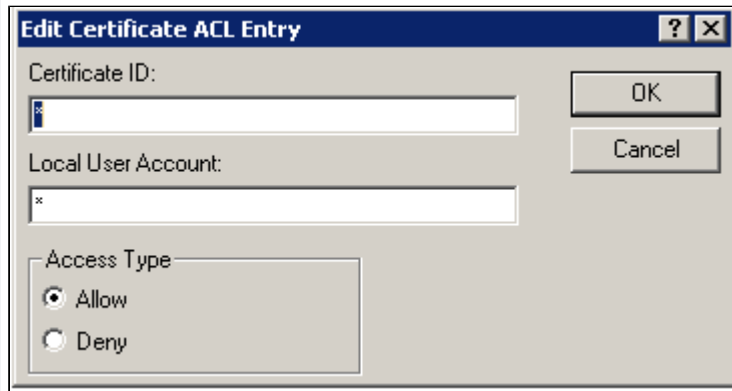 Edit Certificate ACL Entry
Certificate ID:
*
OK
Cancel
Local User Account:
*
Access Type
Allow
Deny